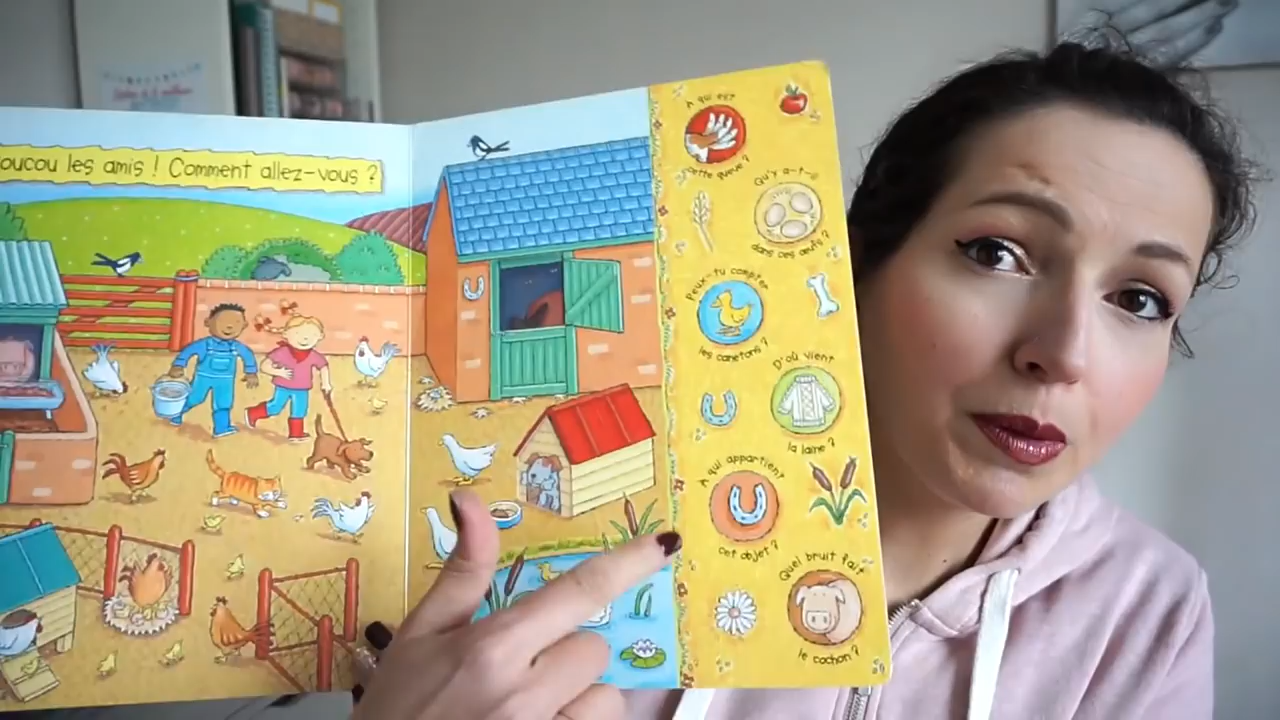 oucou les amis ! Comment allez-vous ?
A qui est
cette queue ?
Qu'y a-t-il
dans ces œufs ?
Peux-tu compter
les canetons ?
D'où vient
la laine ?
A qui appartient
cet objet ?
Quel bruit fait
le cochon ?